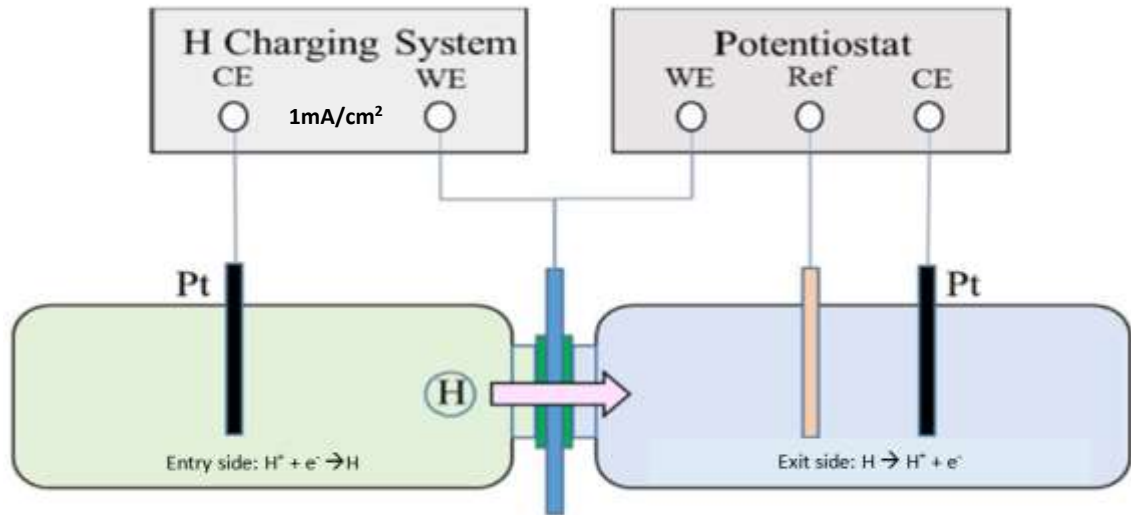 H Charging System
CE 1mA/cm² WE
Potentiostat
WE Ref CE
Pt
Pt
H
Entry side: H⁺ + e⁻ →H
Exit side: H → H⁺ + e⁻